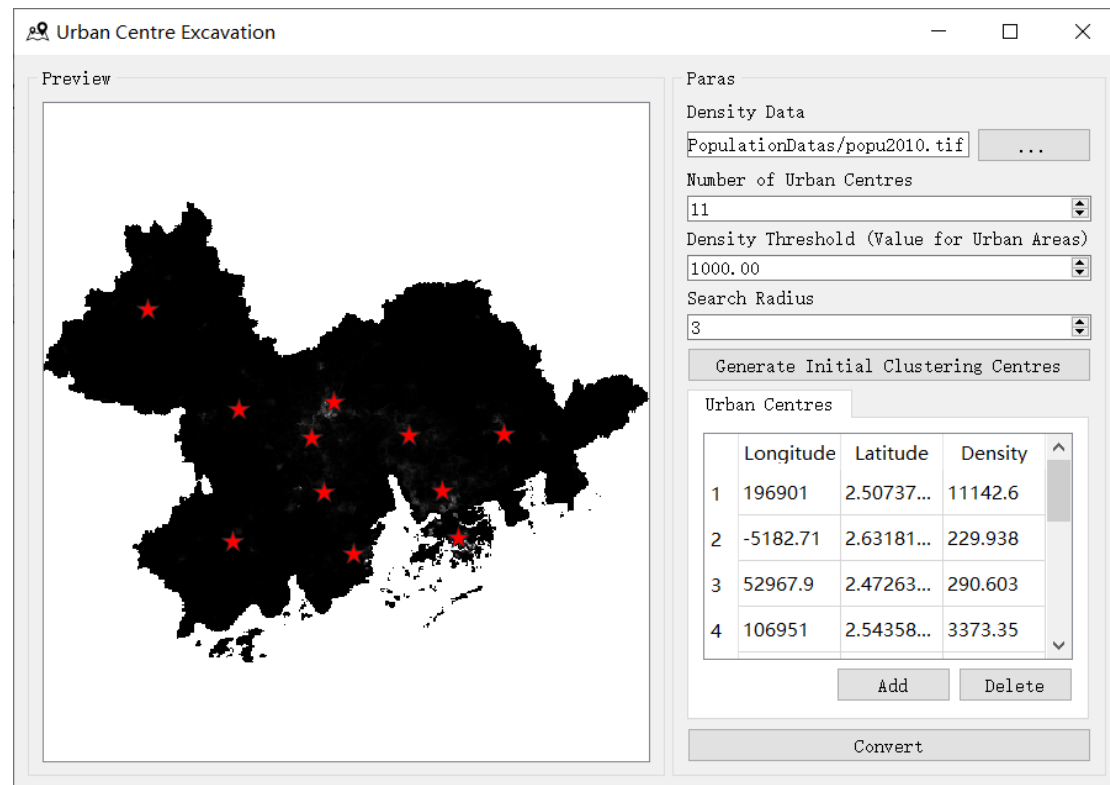 Urban Centre Excavation
Preview
Paras
Density Data
PopulationDatas/popu2010.tif ...
Number of Urban Centres
11
Density Threshold (Value for Urban Areas)
1000.00
Search Radius
3
Generate Initial Clustering Centres
Urban Centres
Longitude Latitude Density
1 196901 2.50737... 11142.6
2 -5182.71 2.63181... 229.938
3 52967.9 2.47263... 290.603
4 106951 2.54358... 3373.35
Add Delete
Convert